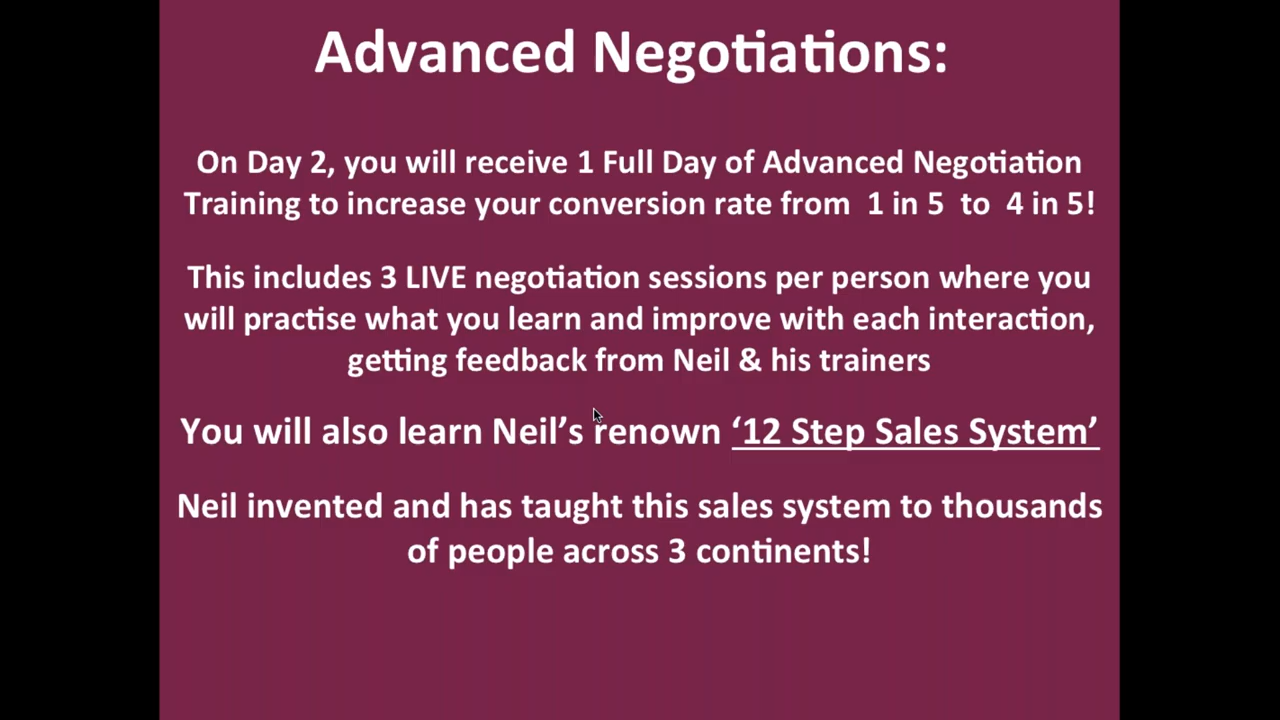 Advanced Negotiations:
On Day 2, you will receive 1 Full Day of Advanced Negotiation
Training to increase your conversion rate from 1 in 5 to 4 in 5!
This includes 3 LIVE negotiation sessions per person where you
will practise what you learn and improve with each interaction,
getting feedback from Neil & his trainers
You will also learn Neil’s renown ‘12 Step Sales System’
Neil invented and has taught this sales system to thousands
of people across 3 continents!